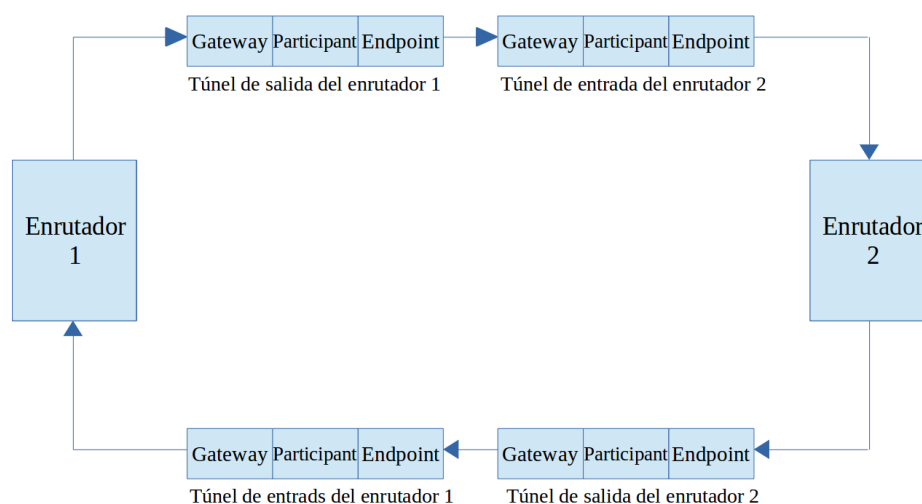 Gateway Participant Endpoint Gateway Participant Endpoint
Túnel de salida del enrutador 1 Túnel de entrada del enrutador 2
Enrutador
1
Enrutador
2
Gateway Participant Endpoint Gateway Participant Endpoint
Túnel de entrads del enrutador 1 Túnel de salida del enrutador 2